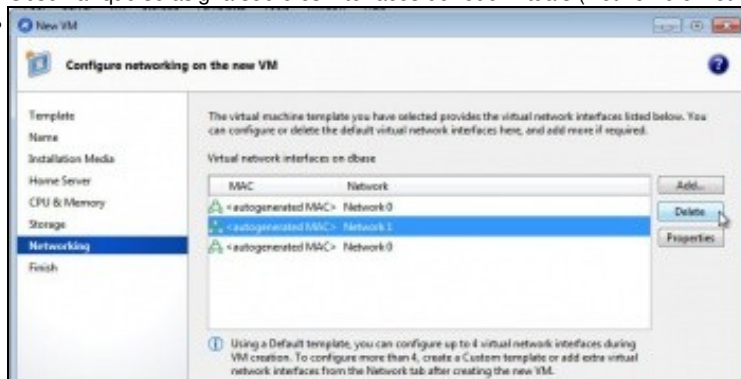 New VM
Configure networking on the new VM
Template
Name
Installation Media
Home Server
CPU & Memory
Storage
Networking
Finish
The virtual machine template you have selected provides the virtual network interfaces listed below. You
can configure or delete the default virtual network interfaces here, and add more if required.
Virtual network interfaces on dbase
MAC Network
<autogenerated MAC> Network 0
<autogenerated MAC> Network 1
<autogenerated MAC> Network 0
Add...
Delete
Properties
Using a Default template, you can configure up to 4 virtual network interfaces during
VM creation. To configure more than 4, create a Custom template or add extra virtual
network interfaces from the Network tab after creating the new VM.